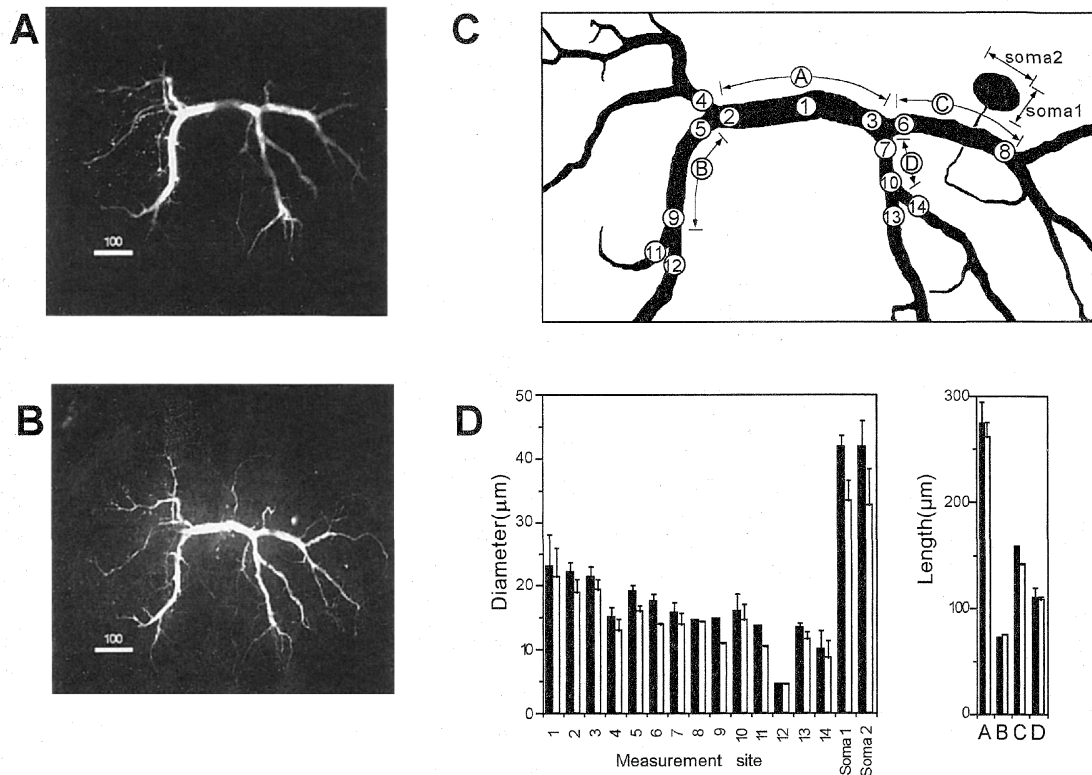 A
100
B
100
C
A
soma2
soma1
C
4
5
2
1
3
6
7
8
B
D
10
14
13
9
11
12
D
Diameter(μm)
50
40
30
20
10
0
1 2 3 4 5 6 7 8 9 10 11 12 13 14 Soma 1 Soma 2
Measurement site
Length(μm)
300
200
100
0
A B C D